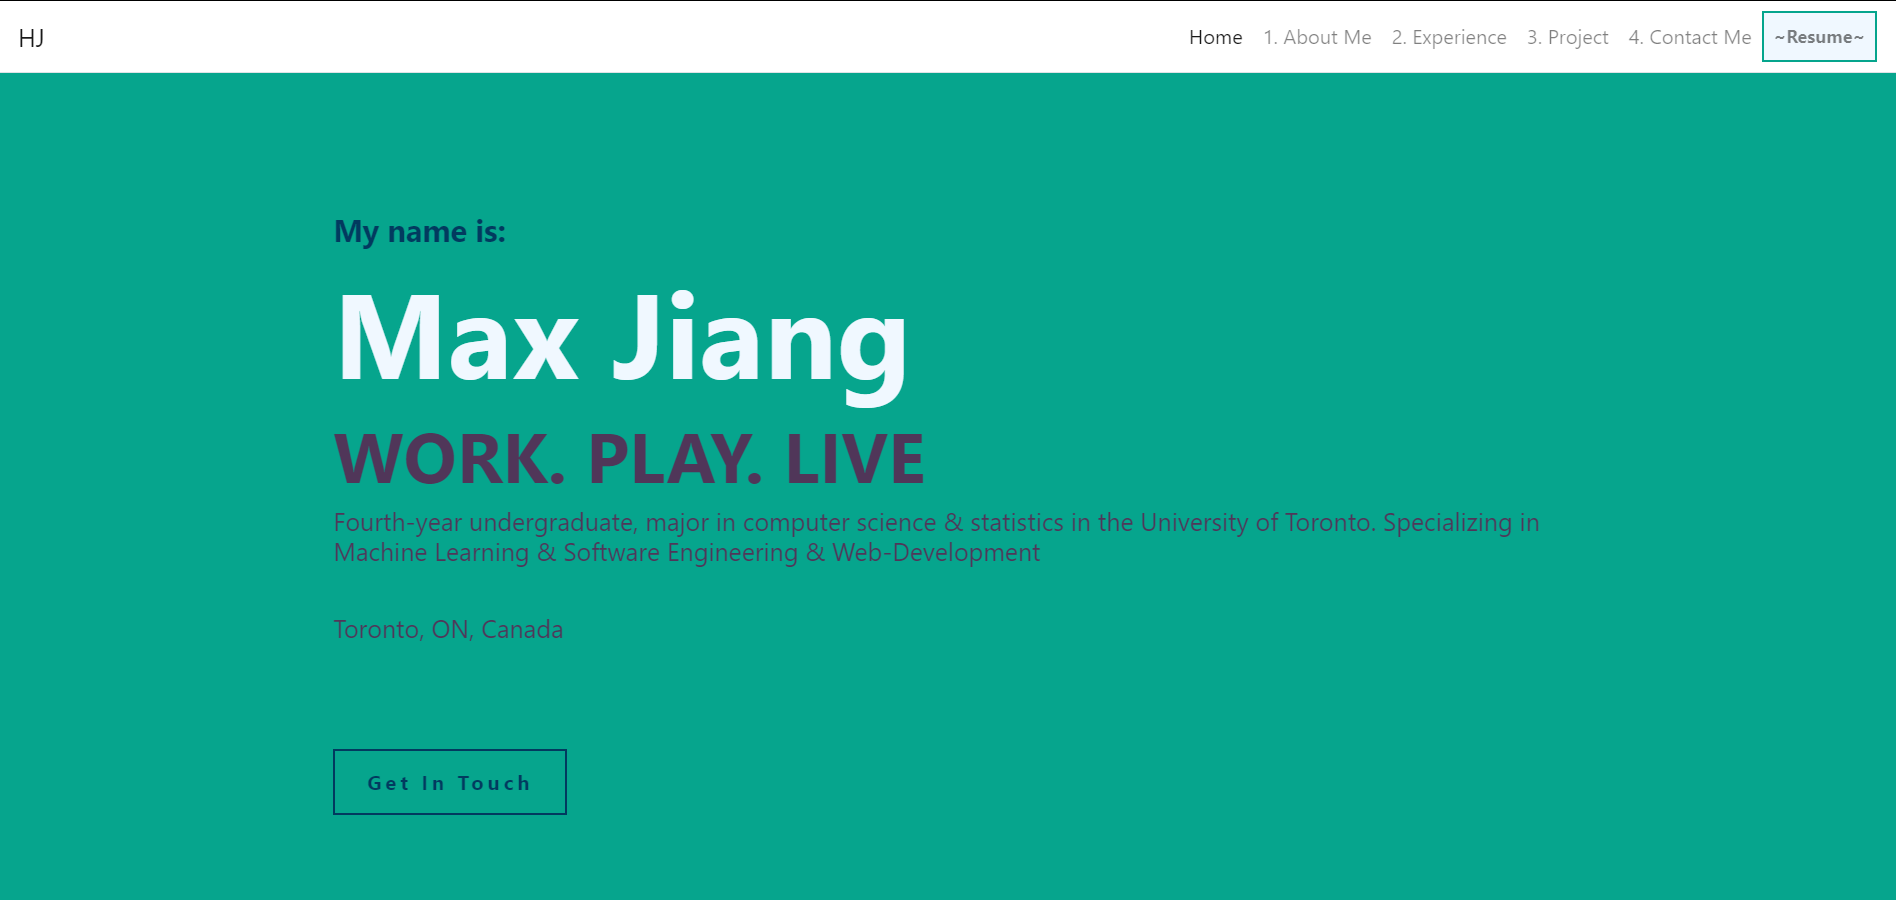 HJ
Home 1. About Me 2. Experience 3. Project 4. Contact Me ~Resume~
My name is:
Max Jiang
WORK. PLAY. LIVE
Fourth-year undergraduate, major in computer science & statistics in the University of Toronto. Specializing in
Machine Learning & Software Engineering & Web-Development
Toronto, ON, Canada
Get In Touch